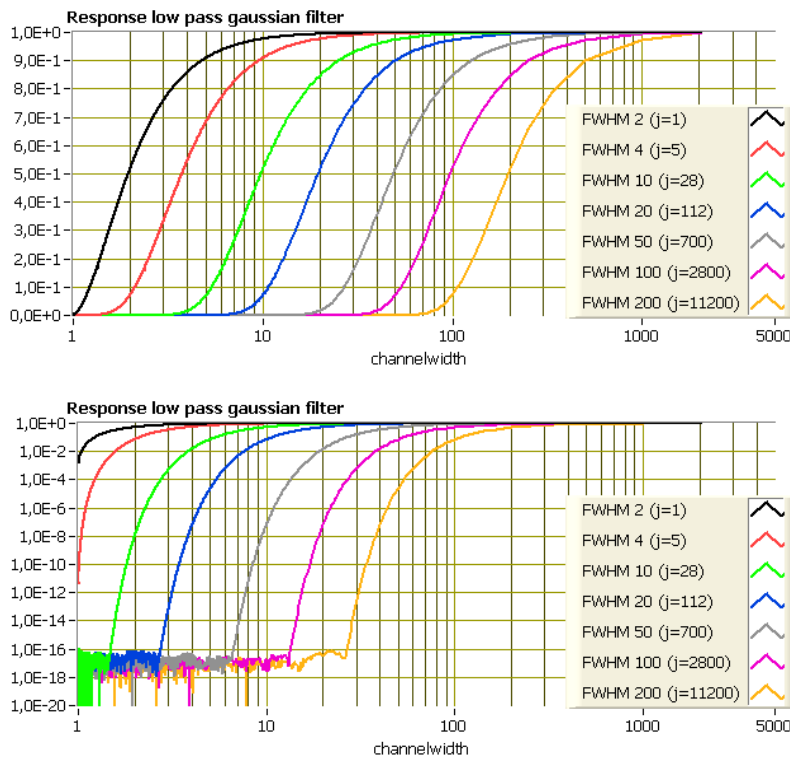 Response low pass gaussian filter
1,0E+0
9,0E-1
8,0E-1
7,0E-1
6,0E-1
5,0E-1
4,0E-1
3,0E-1
2,0E-1
1,0E-1
0,0E+0
1 10 100 1000 5000
channelwidth
FWHM 2 (j=1)
FWHM 4 (j=5)
FWHM 10 (j=28)
FWHM 20 (j=112)
FWHM 50 (j=700)
FWHM 100 (j=2800)
FWHM 200 (j=11200)
Response low pass gaussian filter
1,0E+0
1,0E-2
1,0E-4
1,0E-6
1,0E-8
1,0E-10
1,0E-12
1,0E-14
1,0E-16
1,0E-18
1,0E-20
1 10 100 1000 5000
channelwidth
FWHM 2 (j=1)
FWHM 4 (j=5)
FWHM 10 (j=28)
FWHM 20 (j=112)
FWHM 50 (j=700)
FWHM 100 (j=2800)
FWHM 200 (j=11200)